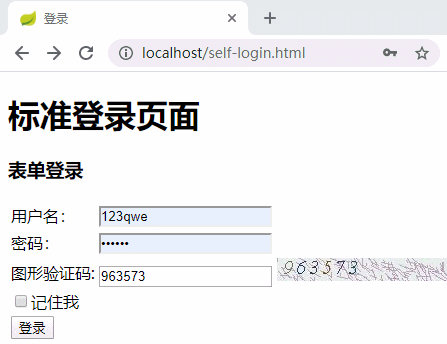 登录
localhost/self-login.html
标准登录页面
表单登录
用户名： 123qwe
密码： ••••••
图形验证码: 963573 963573
记住我
登录